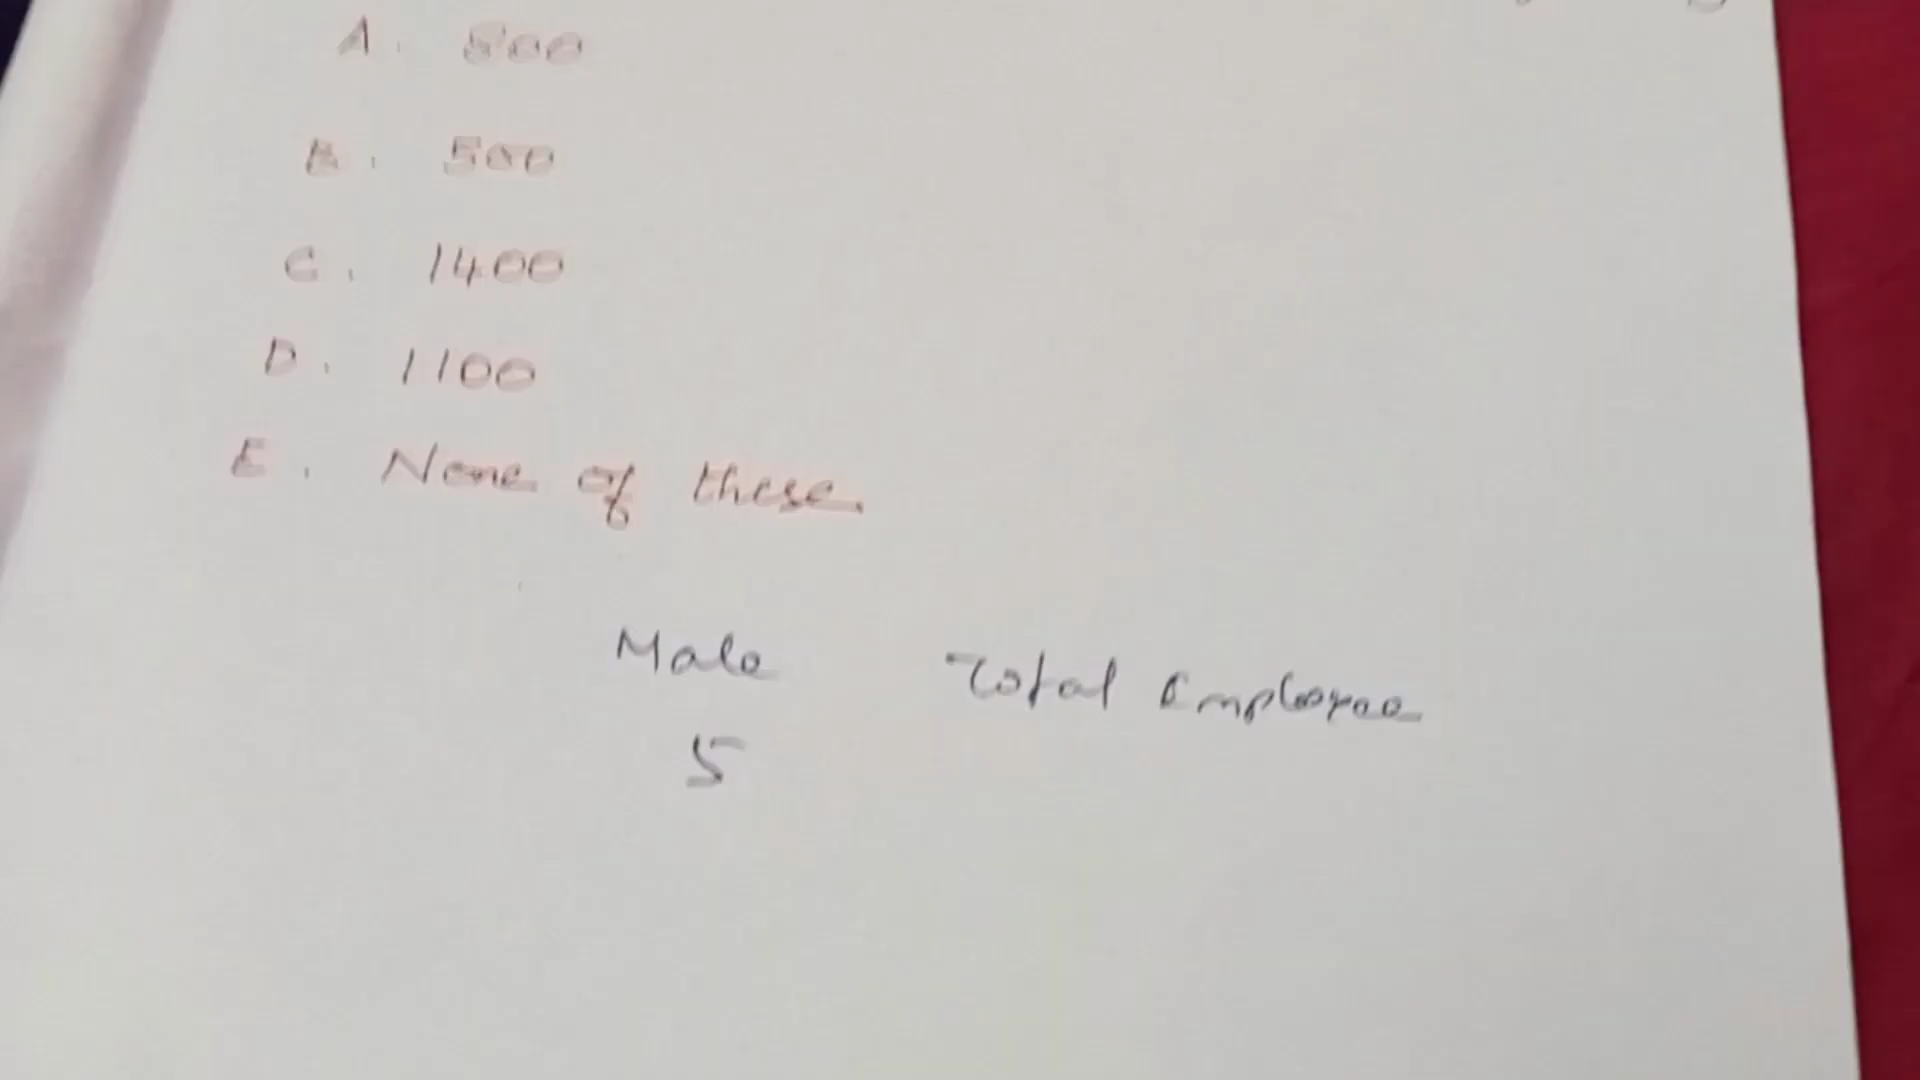 A. 800
B. 500
C. 1400
D. 1100
E. None of these.
Male Total Employee
5